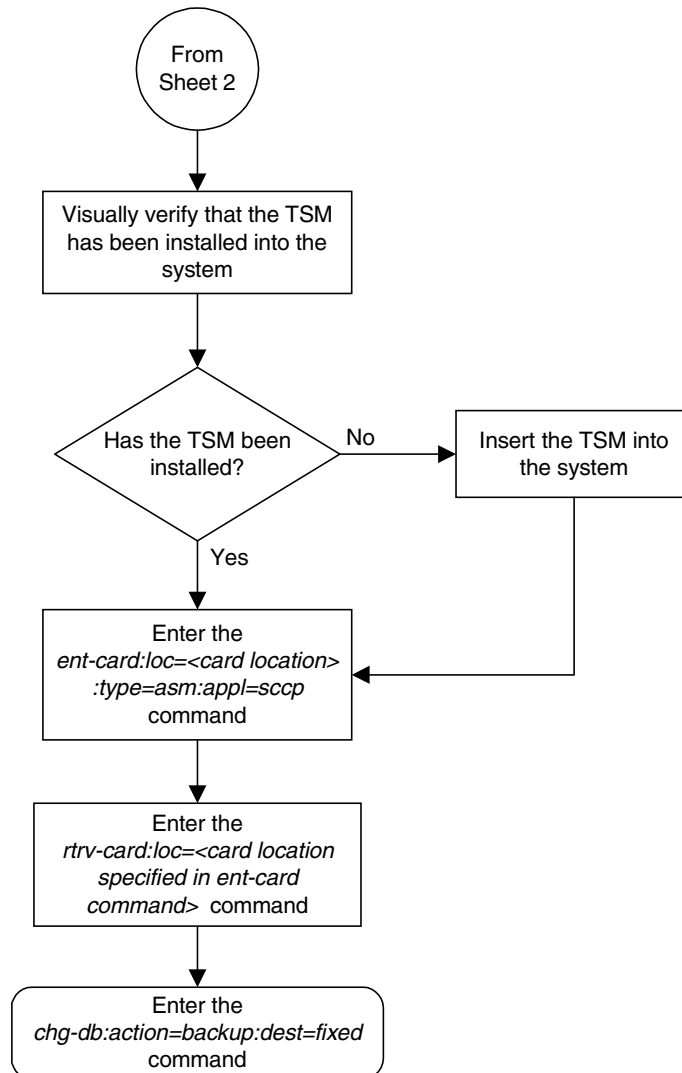 From
Sheet 2
Visually verify that the TSM
has been installed into the
system
Has the TSM been
installed?
No
Insert the TSM into
the system
Yes
Enter the
ent-card:loc=<card location>
:type=asm:appl=sccp
command
Enter the
rtrv-card:loc=<card location
specified in ent-card
command> command
Enter the
chg-db:action=backup:dest=fixed
command